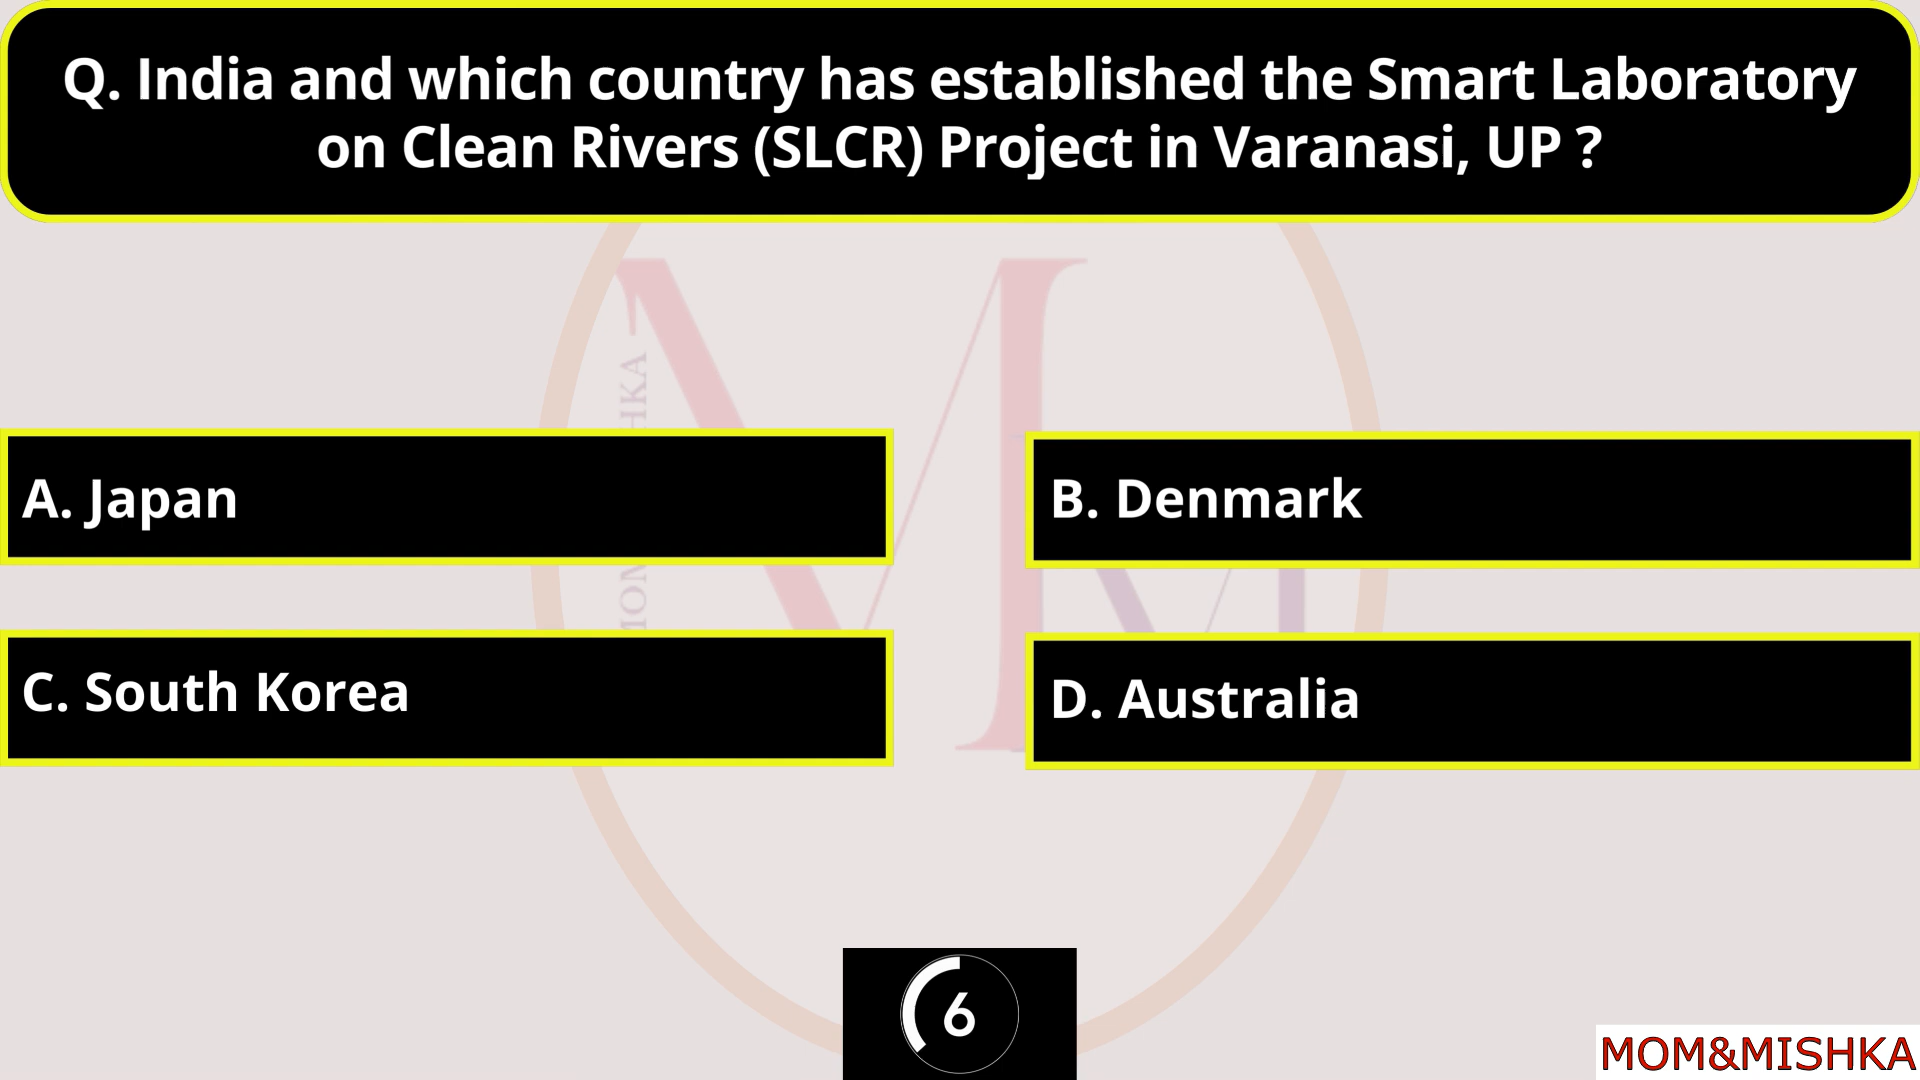 Q. India and which country has established the Smart Laboratory
on Clean Rivers (SLCR) Project in Varanasi, UP ?
A. Japan
B. Denmark
C. South Korea
D. Australia
6
MOM&MISHKA